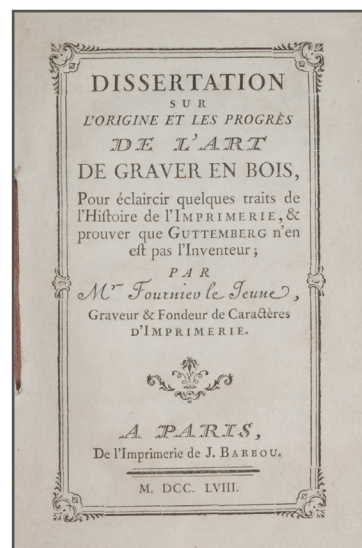 DISSERTATION
SUR
L'ORIGINE ET LES PROGRÈS
DE L'ART
DE GRAVER EN BOIS,
Pour éclaircir quelques traits de
l'Hiſtoire de l'IMPRIMERIE, &
prouver que GUTTEMBERG n'en
eſt pas l'Inventeur ;
PAR
Mr Fournier le Jeune,
Graveur & Fondeur de Caractères
D'IMPRIMERIE.
A PARIS,
De l'Imprimerie de J. BARBOU.
M. DCC. LVIII.